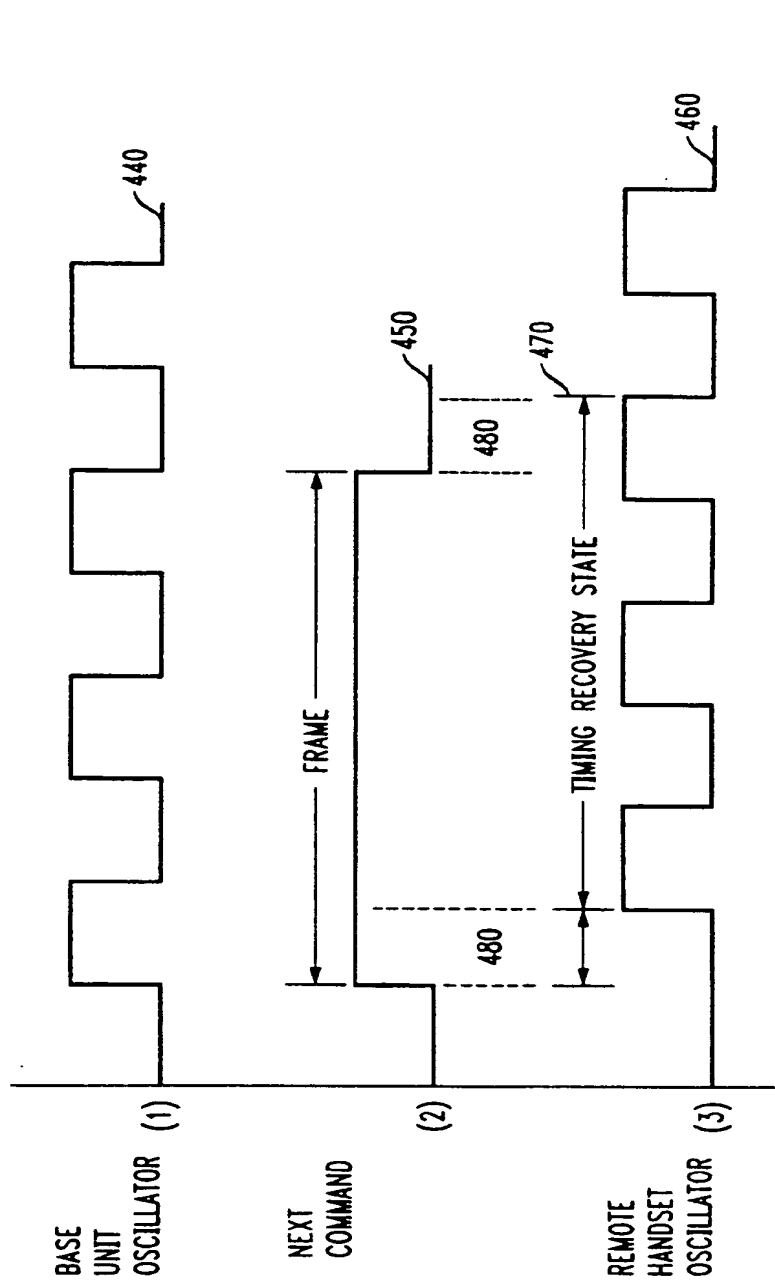 BASE
UNIT
OSCILLATOR (1)
440
NEXT
COMMAND
(2)
FRAME
450
480
480
470
TIMING RECOVERY STATE
REMOTE
HANDSET
OSCILLATOR (3)
460